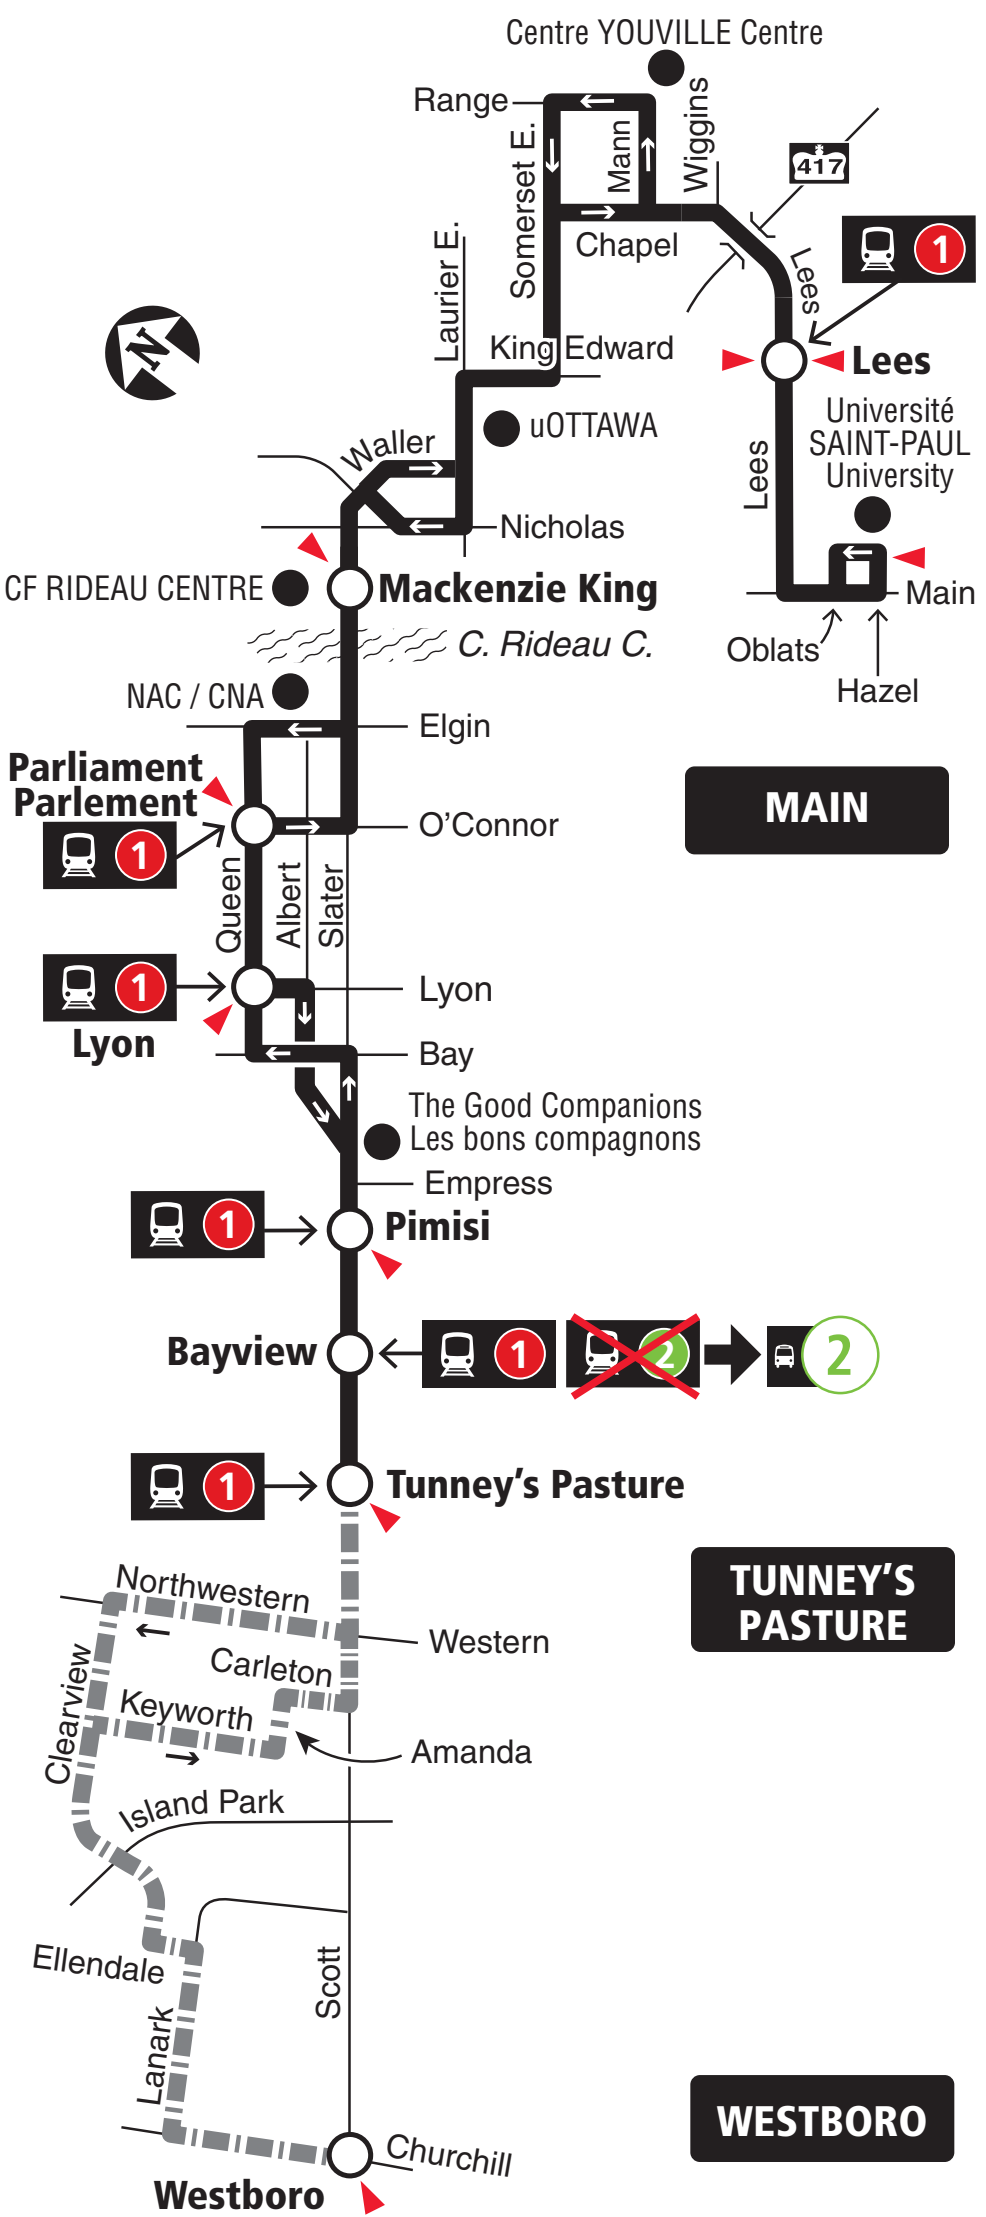 Centre YOUVILLE Centre
Range
Somerset E.
Mann
Wiggins
417
Chapel
Laurier E.
Lees
1
King Edward
Lees
N
Université
SAINT-PAUL
University
uOTTAWA
Waller
Lees
Nicholas
CF RIDEAU CENTRE
Mackenzie King
Main
C. Rideau C.
Oblats
Hazel
NAC / CNA
Elgin
Parliament
Parlement
MAIN
O'Connor
1
Queen
Albert
Slater
1
Lyon
Lyon
Bay
The Good Companions
Les bons compagnons
Empress
1
Pimisi
Bayview
1
2
2
1
Tunney's Pasture
TUNNEY'S
PASTURE
Northwestern
Western
Carleton
Clearview
Keyworth
Amanda
Island Park
Ellendale
Scott
Lanark
WESTBORO
Churchill
Westboro